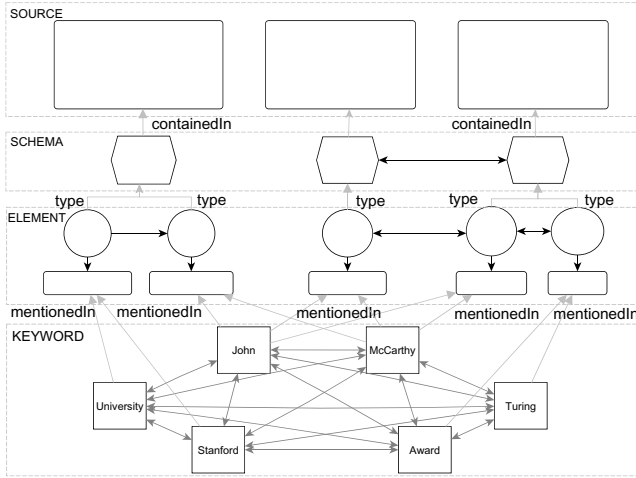 SOURCE
containedIn
containedIn
SCHEMA
type
type
type
type
type
ELEMENT
mentionedIn
mentionedIn
mentionedIn
mentionedIn
mentionedIn
KEYWORD
John
McCarthy
University
Turing
Stanford
Award